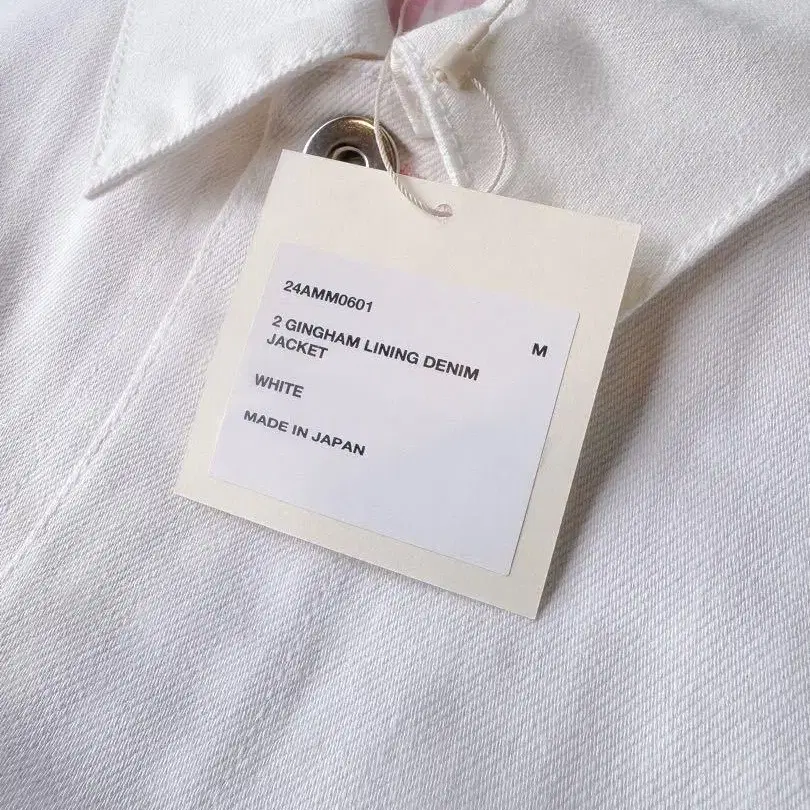 24AMM0601
2 GINGHAM LINING DENIM
JACKET
M
WHITE
MADE IN JAPAN